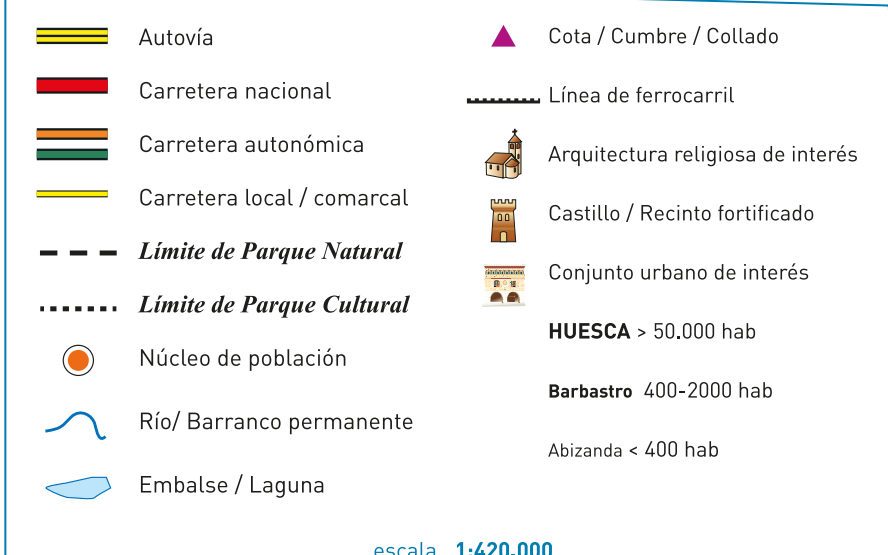 Autovía
Carretera nacional
Carretera autonómica
Carretera local / comarcal
Límite de Parque Natural
Límite de Parque Cultural
Núcleo de población
Río/ Barranco permanente
Embalse / Laguna
Cota / Cumbre / Collado
Línea de ferrocarril
Arquitectura religiosa de interés
Castillo / Recinto fortificado
Conjunto urbano de interés
HUESCA > 50.000 hab
Barbastro 400-2000 hab
Abizanda < 400 hab
escala 1:420.000